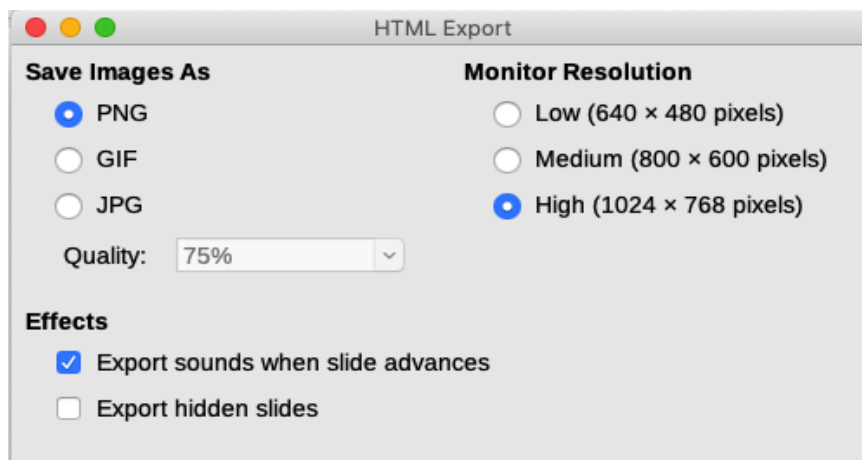 HTML Export
Save Images As
PNG
GIF
JPG
Quality: 75%
Monitor Resolution
Low (640 × 480 pixels)
Medium (800 × 600 pixels)
High (1024 × 768 pixels)
Effects
Export sounds when slide advances
Export hidden slides